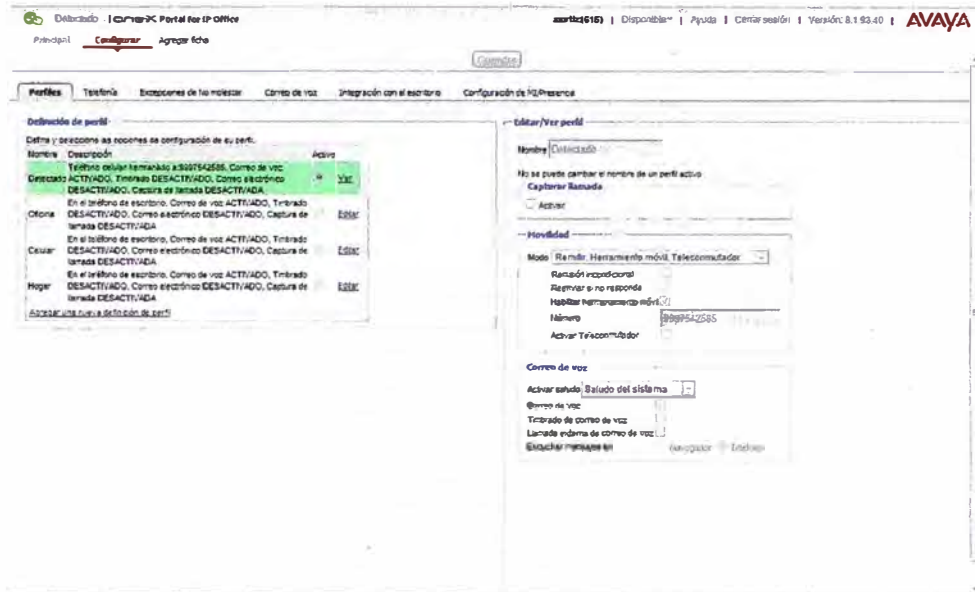 Detectado | one-X Portal for IP Office
(615) | Disponible | Ayuda | Cerrar sesión | Versión: 8.1.93.40 | AVAYA
Principal Configurar Agregar ficha
Guardar
Perfiles Telefonía Excepciones de No molestar Correo de voz Integración con el escritorio Configuración de MI/Presencia
Definición de perfil
Defina y seleccione las opciones de configuración de su perfil.
Nombre Descripción Activo
Teléfono celular hermanado a:9997542585, Correo de voz
Detectado ACTIVADO, Timbrado DESACTIVADO, Correo electrónico Ver
DESACTIVADO, Captura de llamada DESACTIVADA
En el teléfono de escritorio, Correo de voz ACTIVADO, Timbrado
Oficina DESACTIVADO, Correo electrónico DESACTIVADO, Captura de Editar
llamada DESACTIVADA
En el teléfono de escritorio, Correo de voz ACTIVADO, Timbrado
Celular DESACTIVADO, Correo electrónico DESACTIVADO, Captura de Editar
llamada DESACTIVADA
En el teléfono de escritorio, Correo de voz ACTIVADO, Timbrado
Hogar DESACTIVADO, Correo electrónico DESACTIVADO, Captura de Editar
llamada DESACTIVADA
Agregar una nueva definición de perfil
Editar/Ver perfil
Nombre Detectado
No se puede cambiar el nombre de un perfil activo
Capturar llamada
Activar
Movilidad
Modo Remitir, Hermanamiento móvil, Teleconmutador
Remisión incondicional
Reenviar si no responde
Habilitar hermanamiento móvil
Número 9997542585
Activar Teleconmutador
Correo de voz
Activar saludo Saludo del sistema
Correo de voz
Timbrado de correo de voz
Llamada externa de correo de voz
Escuchar mensajes en Navegador Teléfono